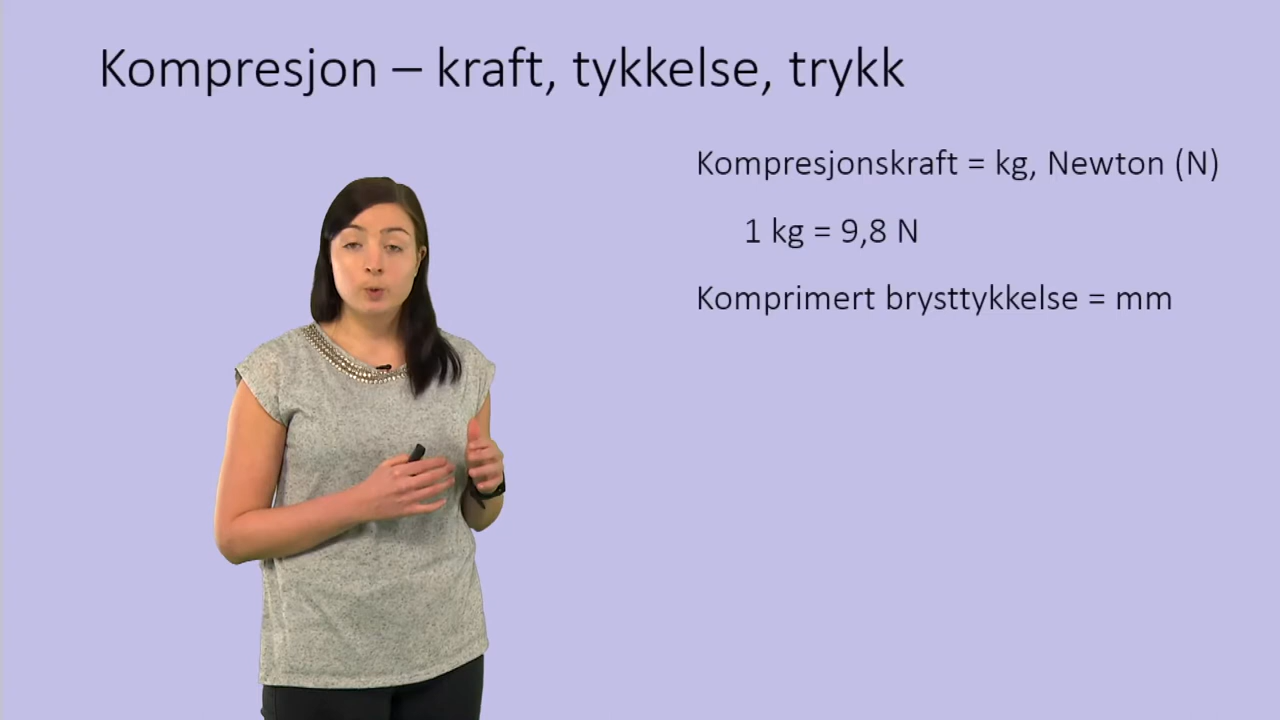 Kompresjon – kraft, tykkelse, trykk
Kompresjonskraft = kg, Newton (N)
1 kg = 9,8 N
Komprimert brysttykkelse = mm